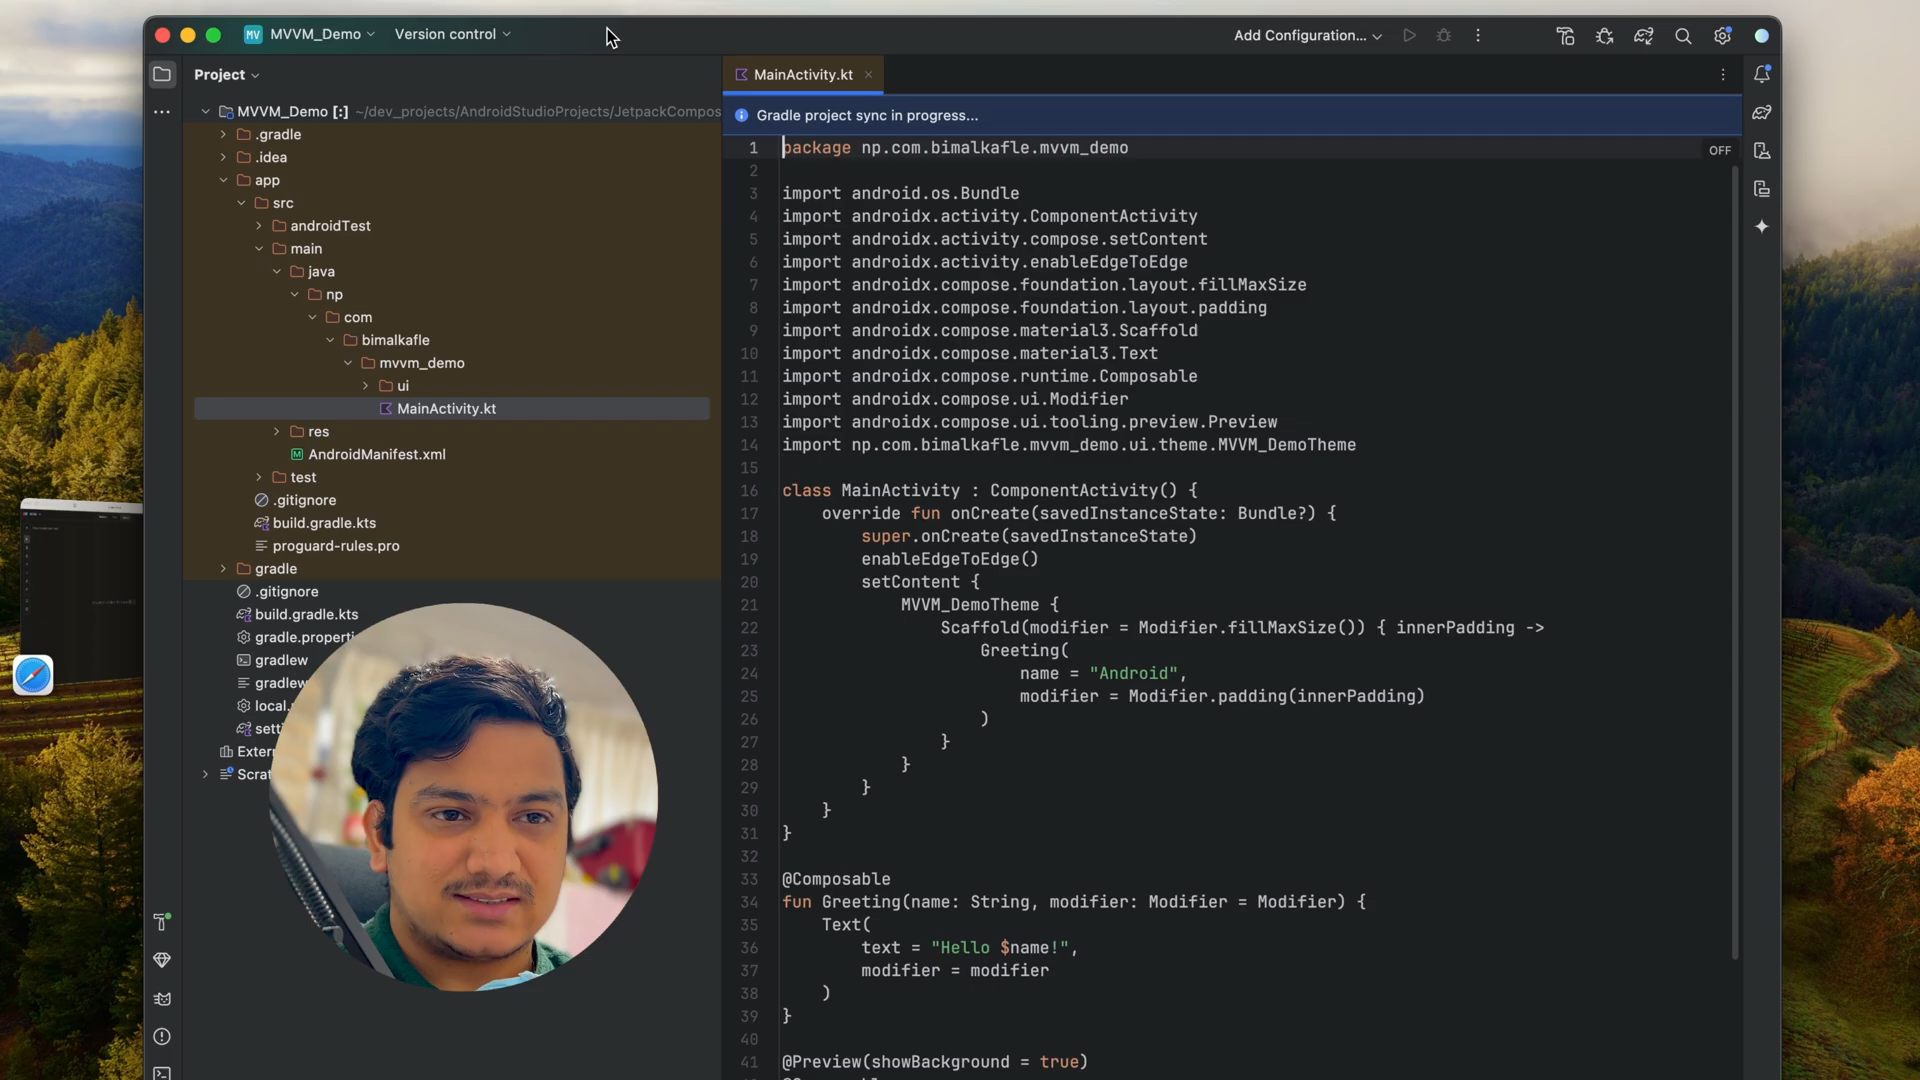 MV MVVM_Demo Version control Add Configuration...
Project
MainActivity.kt
MVVM_Demo [:] ~/dev_projects/AndroidStudioProjects/JetpackCompos
Gradle project sync in progress...
.gradle
.idea
app
src
androidTest
main
java
np
com
bimalkafle
mvvm_demo
ui
MainActivity.kt
res
AndroidManifest.xml
test
.gitignore
build.gradle.kts
proguard-rules.pro
gradle
.gitignore
build.gradle.kts
gradle.properti
gradlew
gradlew
local.
setti
Extern
Scrat
OFF
1 package np.com.bimalkafle.mvvm_demo
2
3 import android.os.Bundle
4 import androidx.activity.ComponentActivity
5 import androidx.activity.compose.setContent
6 import androidx.activity.enableEdgeToEdge
7 import androidx.compose.foundation.layout.fillMaxSize
8 import androidx.compose.foundation.layout.padding
9 import androidx.compose.material3.Scaffold
10 import androidx.compose.material3.Text
11 import androidx.compose.runtime.Composable
12 import androidx.compose.ui.Modifier
13 import androidx.compose.ui.tooling.preview.Preview
14 import np.com.bimalkafle.mvvm_demo.ui.theme.MVVM_DemoTheme
15
16 class MainActivity : ComponentActivity() {
17 override fun onCreate(savedInstanceState: Bundle?) {
18 super.onCreate(savedInstanceState)
19 enableEdgeToEdge()
20 setContent {
21 MVVM_DemoTheme {
22 Scaffold(modifier = Modifier.fillMaxSize()) { innerPadding ->
23 Greeting(
24 name = "Android",
25 modifier = Modifier.padding(innerPadding)
26 )
27 }
28 }
29 }
30 }
31 }
32
33 @Composable
34 fun Greeting(name: String, modifier: Modifier = Modifier) {
35 Text(
36 text = "Hello $name!",
37 modifier = modifier
38 )
39 }
40
41 @Preview(showBackground = true)